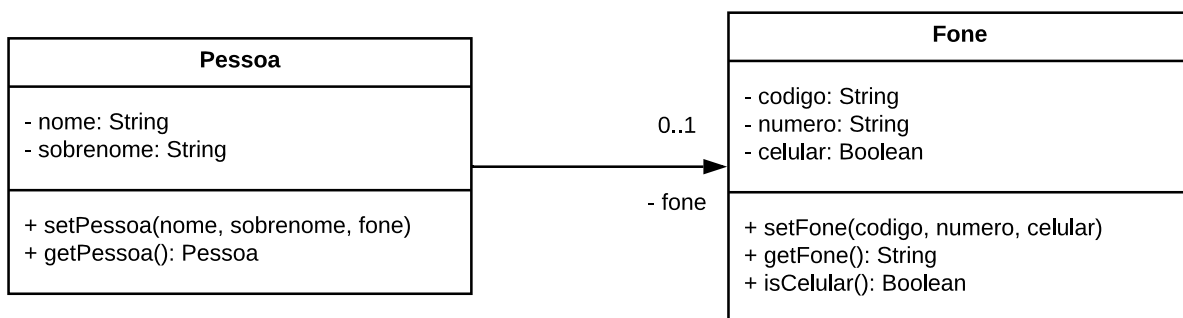 Pessoa
- nome: String
- sobrenome: String
+ setPessoa(nome, sobrenome, fone)
+ getPessoa(): Pessoa
0..1
- fone
Fone
- codigo: String
- numero: String
- celular: Boolean
+ setFone(codigo, numero, celular)
+ getFone(): String
+ isCelular(): Boolean